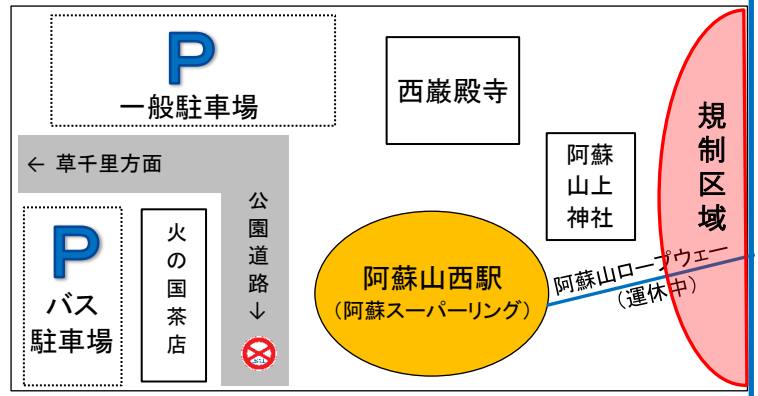 P
一般駐車場
西巌殿寺
規制区域
阿蘇
山上
神社
← 草千里方面
公園道路↓
P
バス
駐車場
火の国茶店
阿蘇山西駅
（阿蘇スーパーリング）
阿蘇山ロープウェー
（運休中）